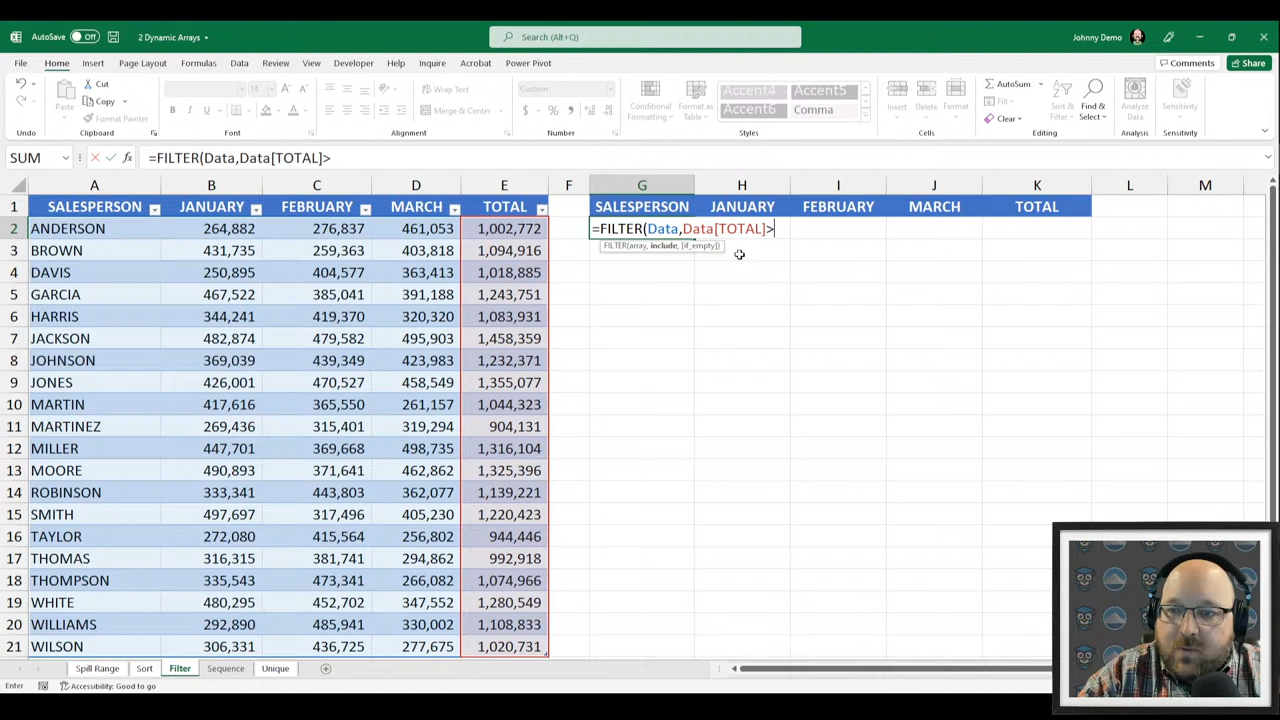 AutoSave Off 2 Dynamic Arrays Search (Alt+Q) Johnny Demo
File Home Insert Draw Page Layout Formulas Data Review View Developer Help Inquire Acrobat Power Pivot Comments Share
Cut
Copy
Format Painter
Paste
14
Wrap Text
Merge & Center
Custom
Conditional Formatting
Format as Table
Accent4 Accent5
Accent6 Comma
Insert Delete Format
AutoSum
Fill
Clear
Sort & Filter
Find & Select
Analyze Data
Sensitivity
Undo Clipboard Font Alignment Number Styles Cells Editing Analysis Sensitivity
SUM =FILTER(Data,Data[TOTAL]>
A B C D E F G H I J K L M
1 SALESPERSON JANUARY FEBRUARY MARCH TOTAL SALESPERSON JANUARY FEBRUARY MARCH TOTAL
2 ANDERSON 264,882 276,837 461,053 1,002,772 =FILTER(Data,Data[TOTAL]>
FILTER(array, include, [if_empty])
3 BROWN 431,735 259,363 403,818 1,094,916
4 DAVIS 250,895 404,577 363,413 1,018,885
5 GARCIA 467,522 385,041 391,188 1,243,751
6 HARRIS 344,241 419,370 320,320 1,083,931
7 JACKSON 482,874 479,582 495,903 1,458,359
8 JOHNSON 369,039 439,349 423,983 1,232,371
9 JONES 426,001 470,527 458,549 1,355,077
10 MARTIN 417,616 365,550 261,157 1,044,323
11 MARTINEZ 269,436 315,401 319,294 904,131
12 MILLER 447,701 369,668 498,735 1,316,104
13 MOORE 490,893 371,641 462,862 1,325,396
14 ROBINSON 333,341 443,803 362,077 1,139,221
15 SMITH 497,697 317,496 405,230 1,220,423
16 TAYLOR 272,080 415,564 256,802 944,446
17 THOMAS 316,315 381,741 294,862 992,918
18 THOMPSON 335,543 473,341 266,082 1,074,966
19 WHITE 480,295 452,702 347,552 1,280,549
20 WILLIAMS 292,890 485,941 330,002 1,108,833
21 WILSON 306,331 436,725 277,675 1,020,731
Spill Range Sort Filter Sequence Unique
Enter Accessibility: Good to go